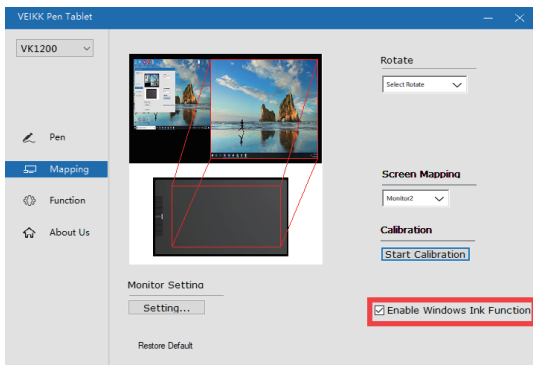 VEIKK Pen Tablet
VK1200
Pen
Mapping
Function
About Us
Monitor Setting
Setting...
Restore Default
Rotate
Select Rotate
Screen Mapping
Monitor2
Calibration
Start Calibration
Enable Windows Ink Function